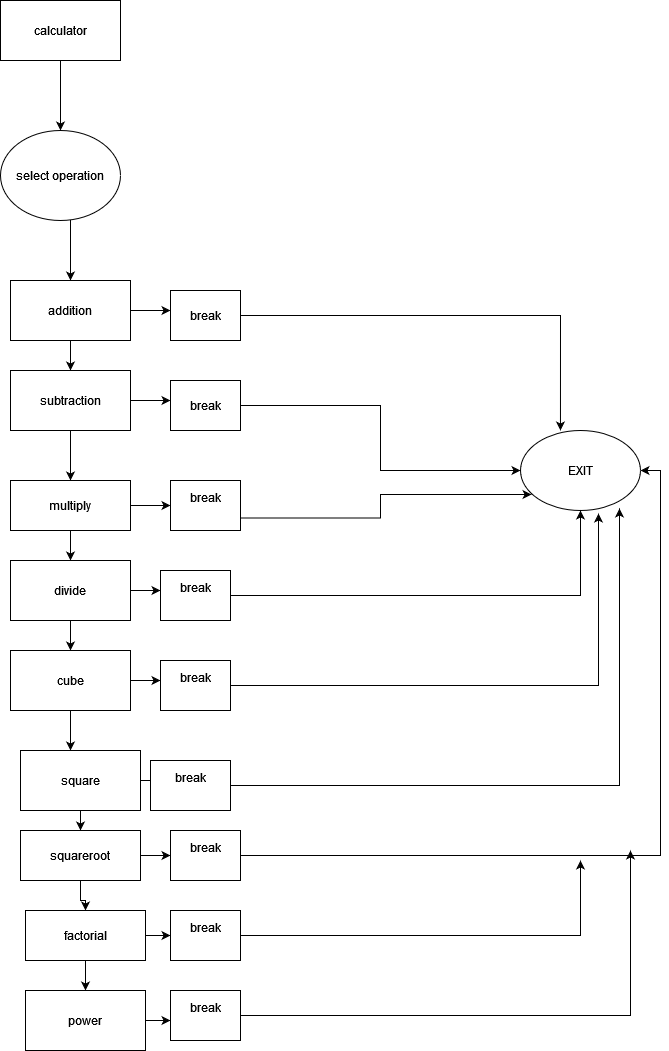 calculator
select operation
addition
break
subtraction
break
EXIT
multiply
break
divide
break
cube
break
square
break
squareroot
break
factorial
break
power
break